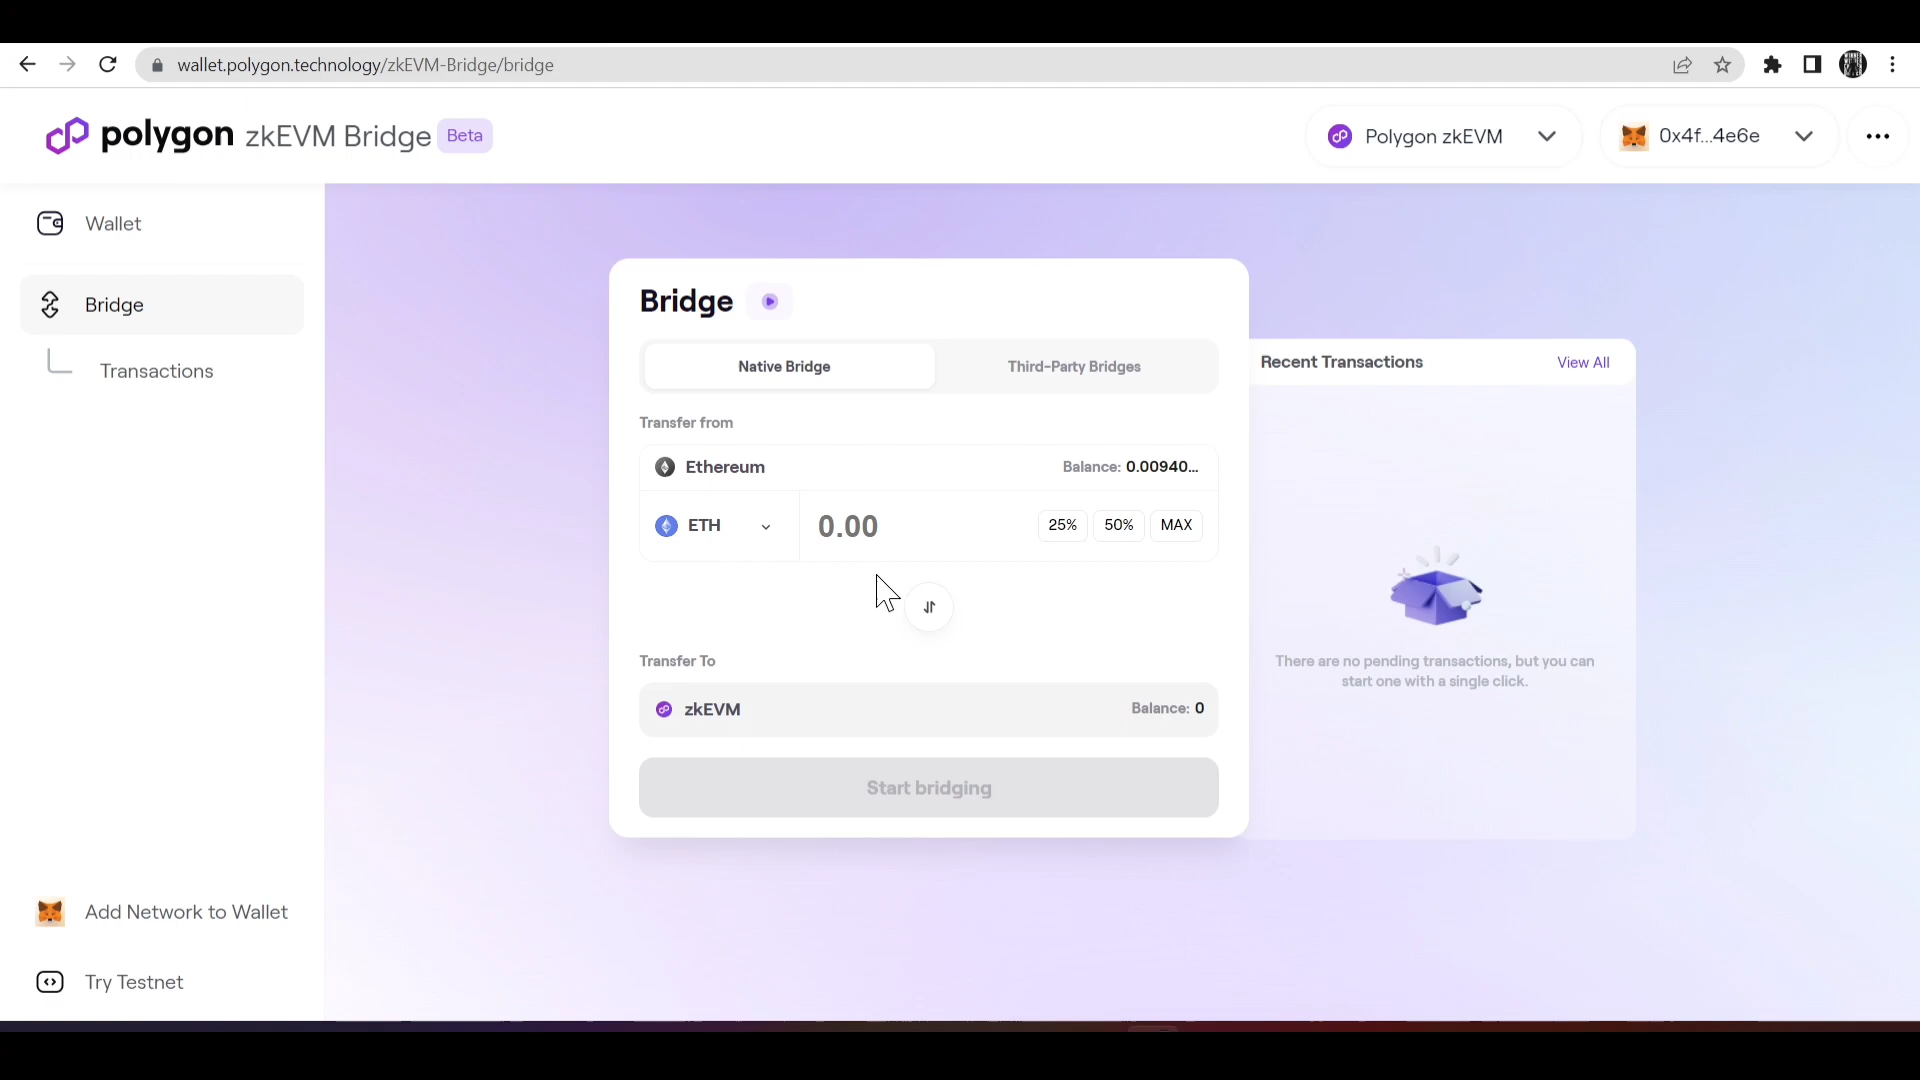 wallet.polygon.technology/zkEVM-Bridge/bridge
polygon zkEVM Bridge Beta
Polygon zkEVM
0x4f...4e6e
Wallet
Bridge
Transactions
Add Network to Wallet
Try Testnet
Bridge
Native Bridge
Third-Party Bridges
Transfer from
Ethereum
Balance: 0.00940...
ETH
0.00
25%
50%
MAX
Transfer To
zkEVM
Balance: 0
Start bridging
Recent Transactions
View All
There are no pending transactions, but you can
start one with a single click.